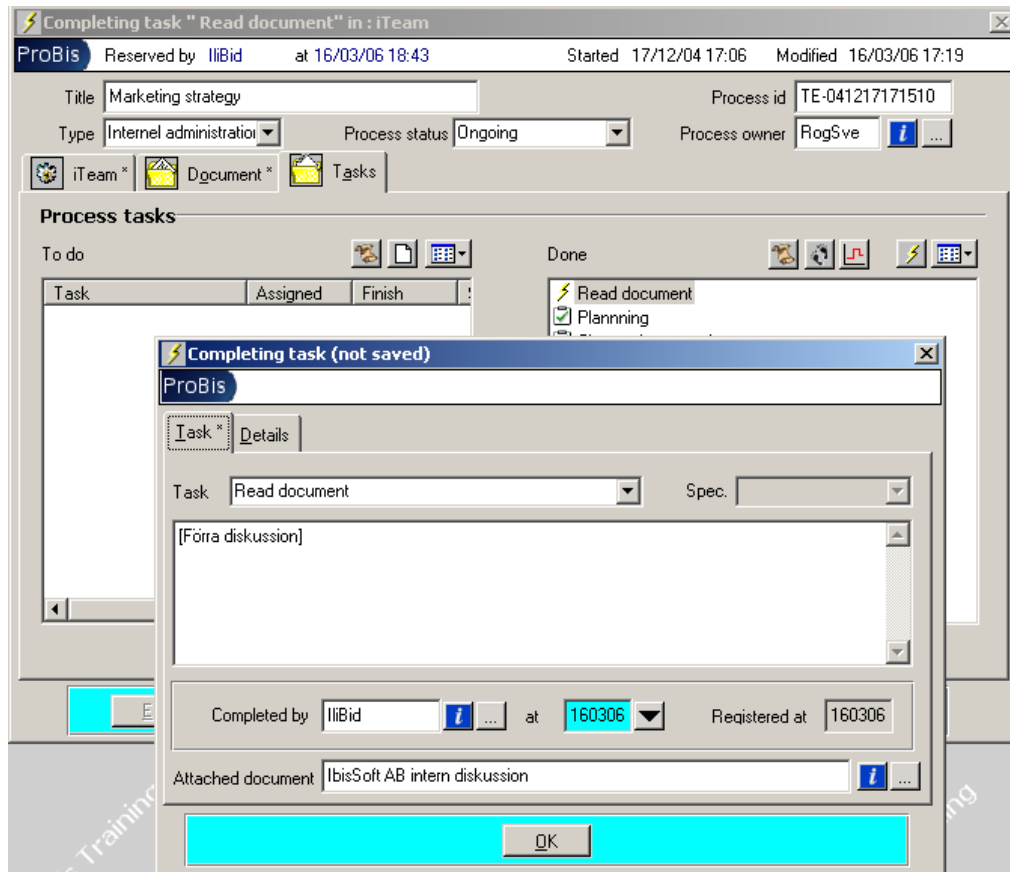 Completing task " Read document" in : iTeam
ProBis Reserved by IliBid at 16/03/06 18:43 Started 17/12/04 17:06 Modified 16/03/06 17:19
Title Marketing strategy Process id TE-041217171510
Type Internel administration Process status Ongoing Process owner RogSve i ...
iTeam * Document * Tasks
Process tasks
To do Done
Task Assigned Finish
Read document
Plannning
Completing task (not saved)
ProBis
Task * Details
Task Read document Spec.
[Förra diskussion]
E
Completed by IliBid i ... at 160306 Registered at 160306
Attached document IbisSoft AB intern diskussion i ...
OK
Training